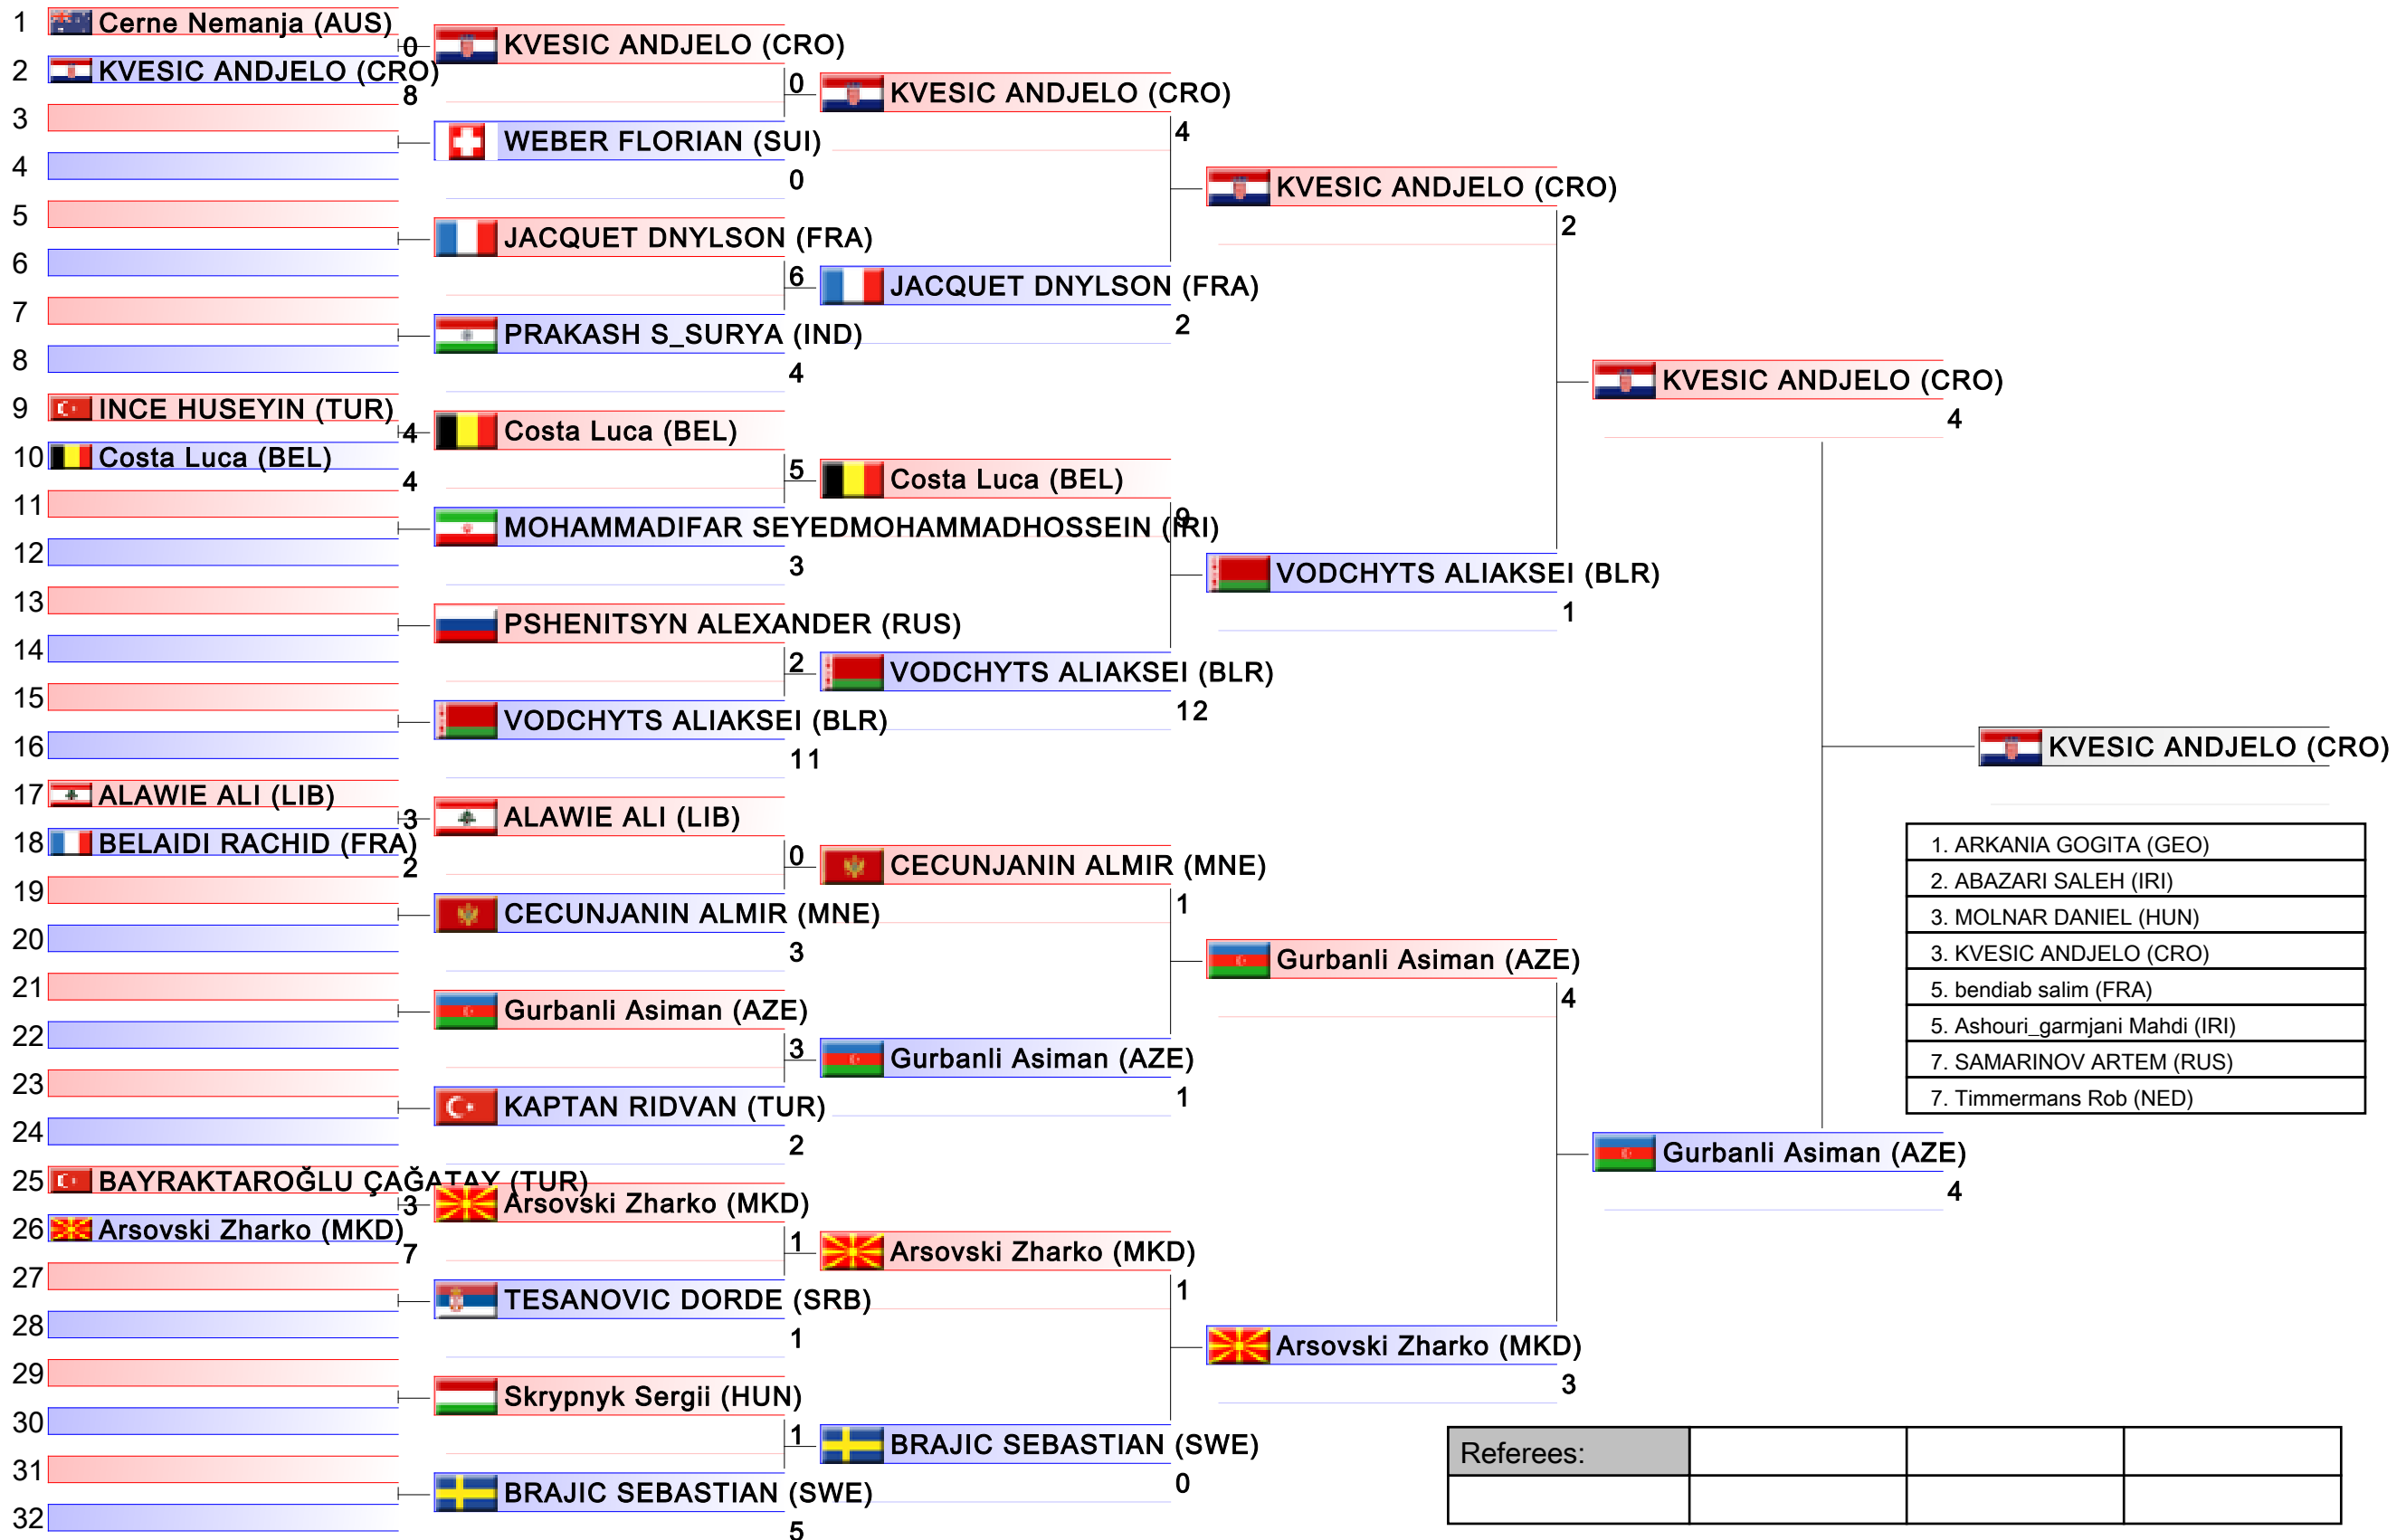 1 Cerne Nemanja (AUS)
0
2 KVESIC ANDJELO (CRO)
8
3
4
5
6
7
8
9 INCE HUSEYIN (TUR)
4
10 Costa Luca (BEL)
4
11
12
13
14
15
16
17 ALAWIE ALI (LIB)
3
18 BELAIDI RACHID (FRA)
2
19
20
21
22
23
24
25 BAYRAKTAROĞLU ÇAĞATAY (TUR)
3
26 Arsovski Zharko (MKD)
7
27
28
29
30
31
32
KVESIC ANDJELO (CRO)
0
WEBER FLORIAN (SUI)
0
JACQUET DNYLSON (FRA)
6
PRAKASH S_SURYA (IND)
4
Costa Luca (BEL)
5
MOHAMMADIFAR SEYEDMOHAMMADHOSSEIN (IRI)
3
PSHENITSYN ALEXANDER (RUS)
2
VODCHYTS ALIAKSEI (BLR)
11
ALAWIE ALI (LIB)
0
CECUNJANIN ALMIR (MNE)
3
Gurbanli Asiman (AZE)
3
KAPTAN RIDVAN (TUR)
2
Arsovski Zharko (MKD)
1
TESANOVIC DORDE (SRB)
1
Skrypnyk Sergii (HUN)
1
BRAJIC SEBASTIAN (SWE)
5
KVESIC ANDJELO (CRO)
4
JACQUET DNYLSON (FRA)
2
Costa Luca (BEL)
9
VODCHYTS ALIAKSEI (BLR)
12
CECUNJANIN ALMIR (MNE)
1
Gurbanli Asiman (AZE)
1
Arsovski Zharko (MKD)
1
BRAJIC SEBASTIAN (SWE)
0
KVESIC ANDJELO (CRO)
2
VODCHYTS ALIAKSEI (BLR)
1
Gurbanli Asiman (AZE)
4
Arsovski Zharko (MKD)
3
KVESIC ANDJELO (CRO)
4
Gurbanli Asiman (AZE)
4
KVESIC ANDJELO (CRO)
1. ARKANIA GOGITA (GEO)
2. ABAZARI SALEH (IRI)
3. MOLNAR DANIEL (HUN)
3. KVESIC ANDJELO (CRO)
5. bendiab salim (FRA)
5. Ashouri_garmjani Mahdi (IRI)
7. SAMARINOV ARTEM (RUS)
7. Timmermans Rob (NED)
Referees: